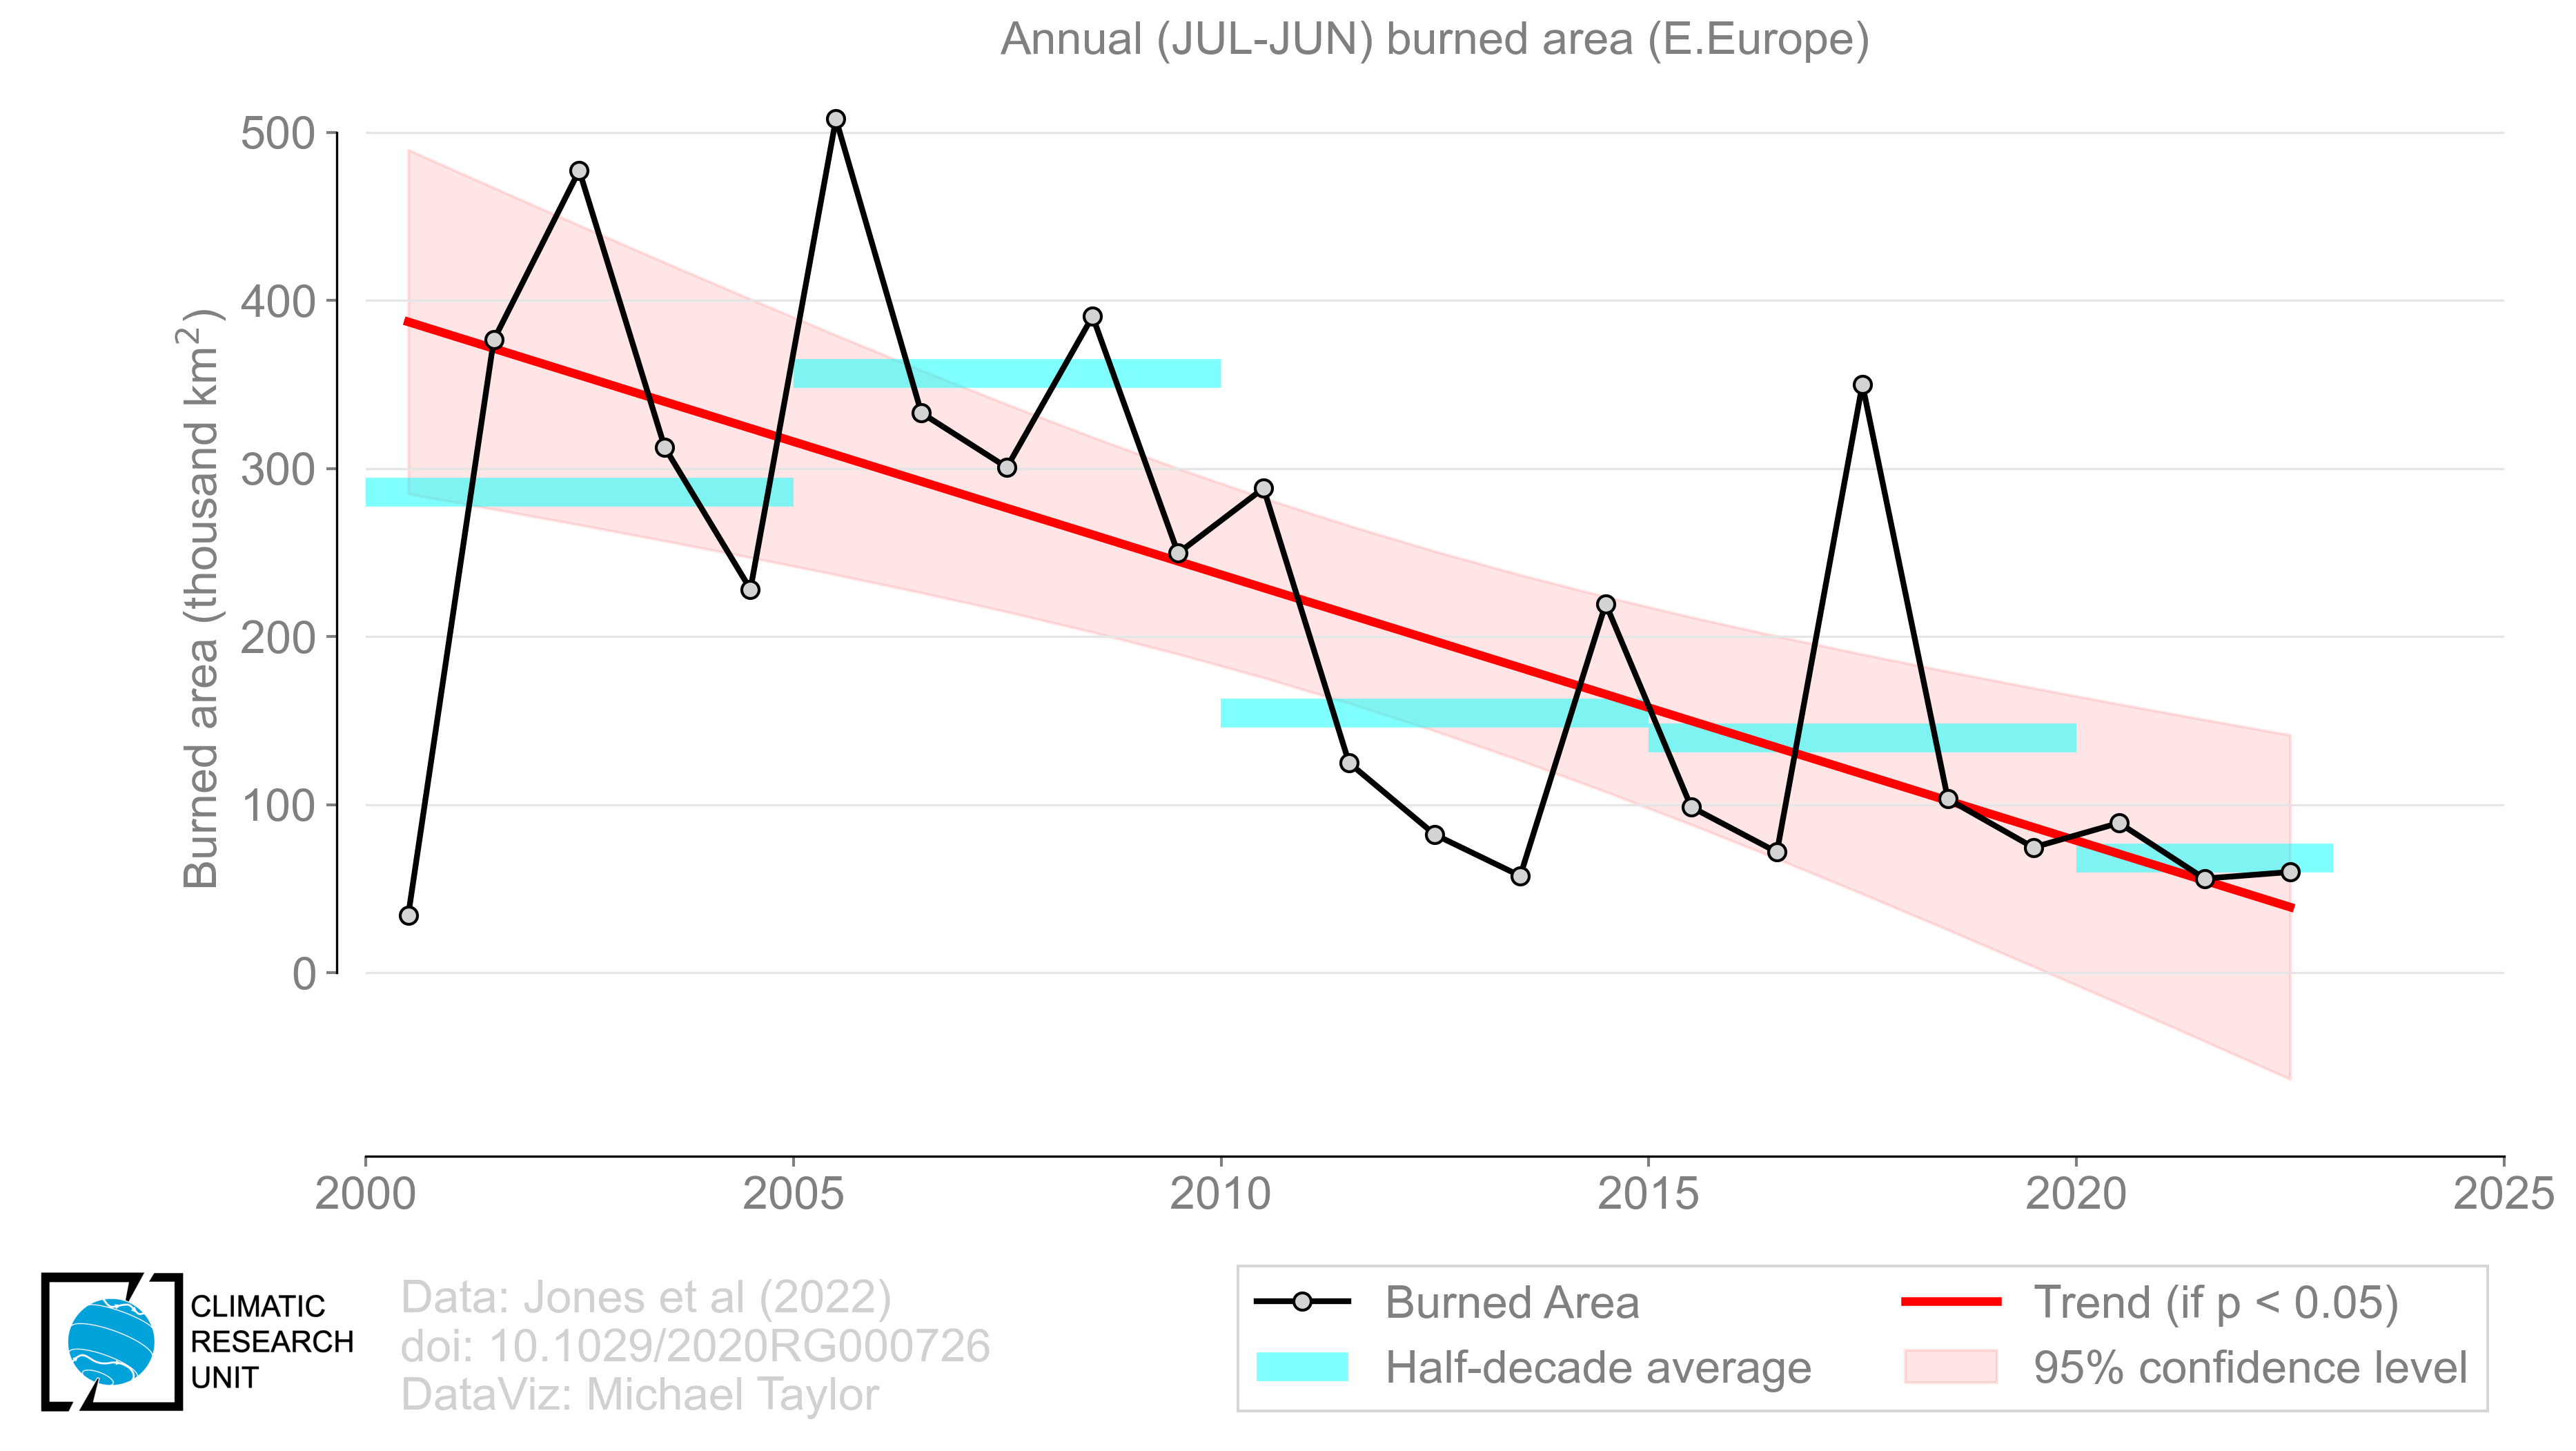 Annual (JUL-JUN) burned area (E.Europe)
Burned area (thousand km²)
500
400
300
200
100
0
2000 2005 2010 2015 2020 2025
CLIMATIC
RESEARCH
UNIT
Data: Jones et al (2022)
doi: 10.1029/2020RG000726
DataViz: Michael Taylor
Burned Area
Half-decade average
Trend (if p < 0.05)
95% confidence level